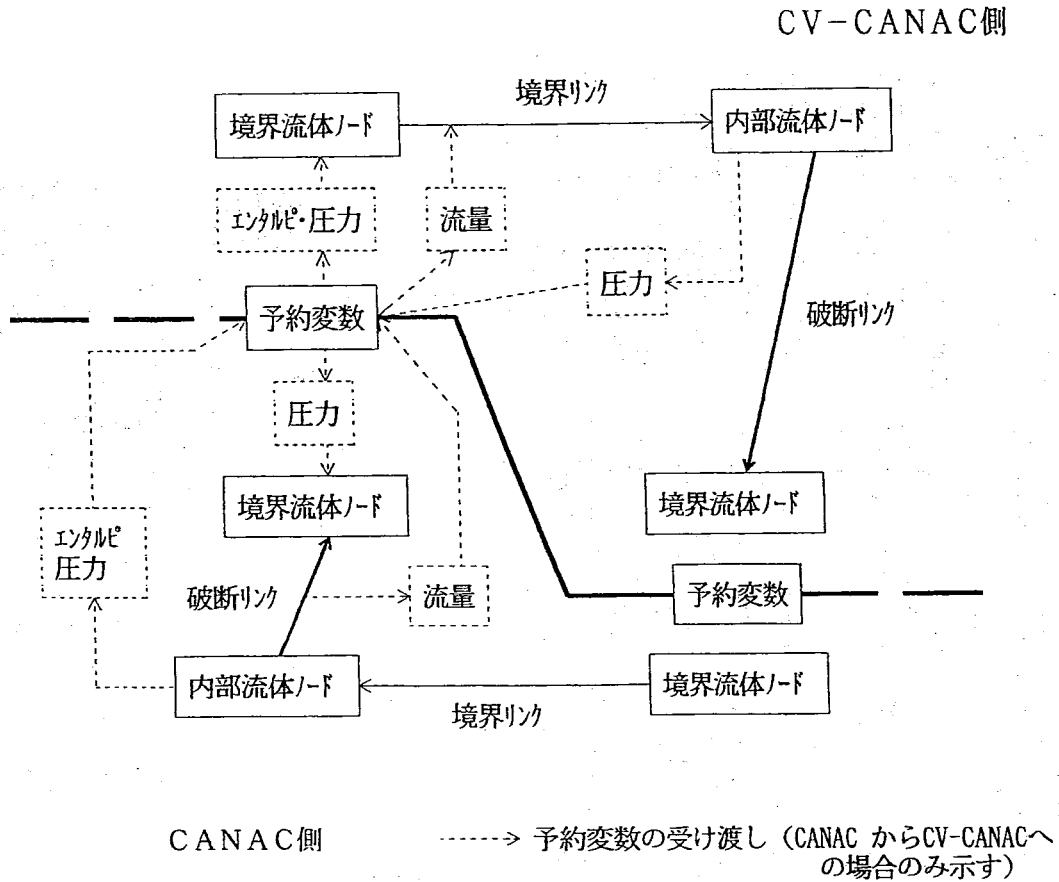 CV-CANAC側
境界リンク
境界流体ノード
内部流体ノード
エンタルピ・圧力
流量
圧力
予約変数
破断リンク
圧力
境界流体ノード
境界流体ノード
エンタルピ
圧力
破断リンク
流量
予約変数
内部流体ノード
境界流体ノード
境界リンク
CANAC側
予約変数の受け渡し(CANAC からCV-CANACへ
の場合のみ示す)